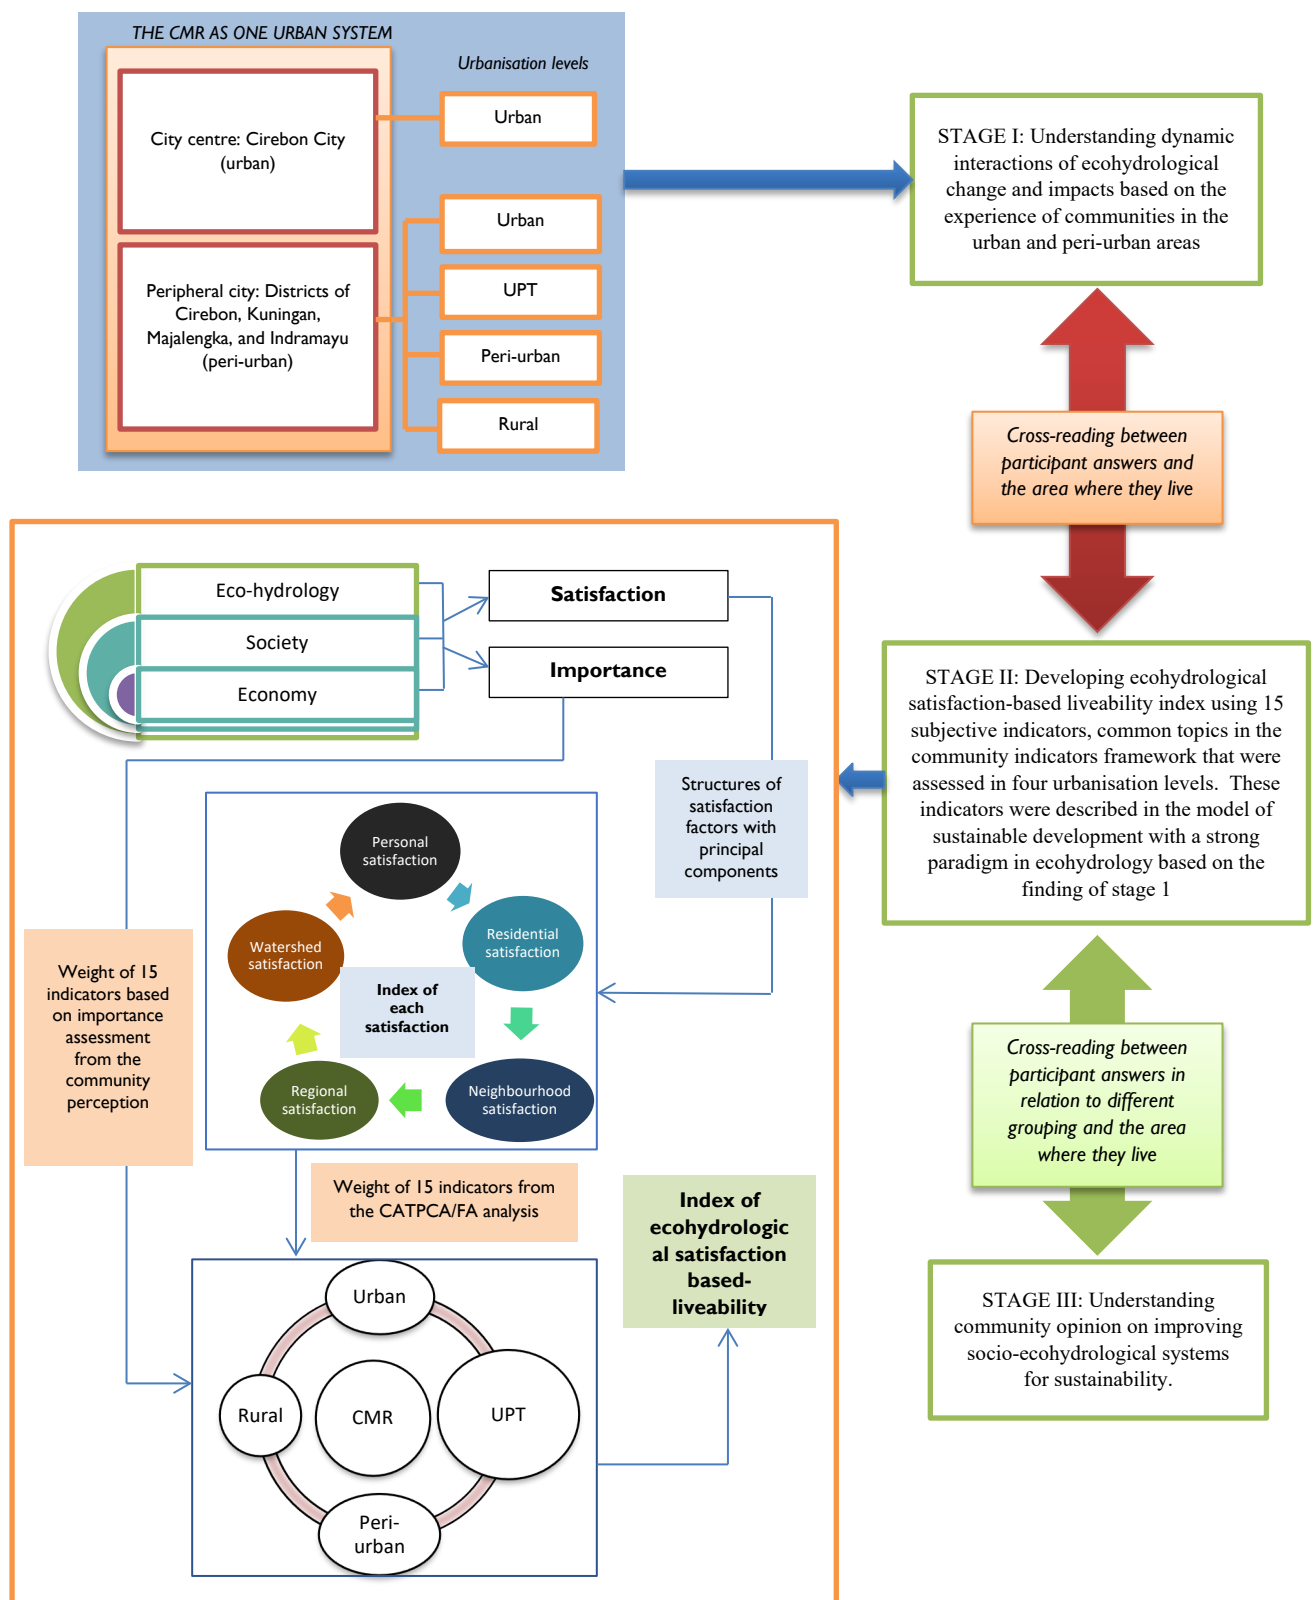 THE CMR AS ONE URBAN SYSTEM
Urbanisation levels
City centre: Cirebon City
(urban)
Urban
Peripheral city: Districts of
Cirebon, Kuningan,
Majalengka, and Indramayu
(peri-urban)
Urban
UPT
Peri-urban
Rural
STAGE I: Understanding dynamic
interactions of ecohydrological
change and impacts based on the
experience of communities in the
urban and peri-urban areas
Cross-reading between
participant answers and
the area where they live
STAGE II: Developing ecohydrological
satisfaction-based liveability index using 15
subjective indicators, common topics in the
community indicators framework that were
assessed in four urbanisation levels.  These
indicators were described in the model of
sustainable development with a strong
paradigm in ecohydrology based on the
finding of stage 1
Cross-reading between
participant answers in
relation to different
grouping and the area
where they live
STAGE III: Understanding
community opinion on improving
socio-ecohydrological systems
for sustainability.
Eco-hydrology
Society
Economy
Satisfaction
Importance
Structures of
satisfaction
factors with
principal
components
Personal
satisfaction
Residential
satisfaction
Neighbourhood
satisfaction
Regional
satisfaction
Watershed
satisfaction
Index of
each
satisfaction
Weight of 15
indicators based
on importance
assessment
from the
community
perception
Weight of 15 indicators from
the CATPCA/FA analysis
Index of
ecohydrologic
al satisfaction
based-
liveability
Urban
UPT
Peri-
urban
Rural
CMR